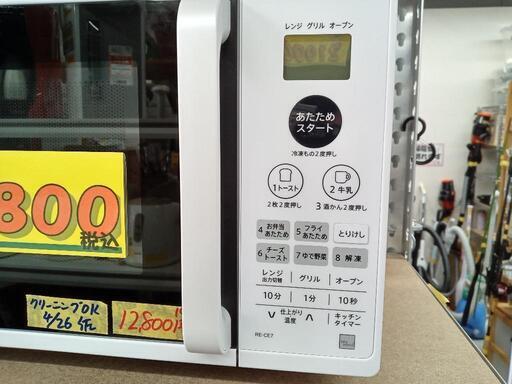 レンジ グリル オーブン
あたため
スタート
冷凍もの2度押し
1トースト
2牛乳
2枚2度押し
3酒かん2度押し
4 お弁当あたため
5 フライあたため
とりけし
6 チーズトースト
7ゆで野菜
8 解凍
レンジ出力切替
グリル
オーブン
10分
1分
10秒
仕上がり
温度
キッチンタイマー
RE-CE7
800
税込
クリーニングOK
4/26
12,800